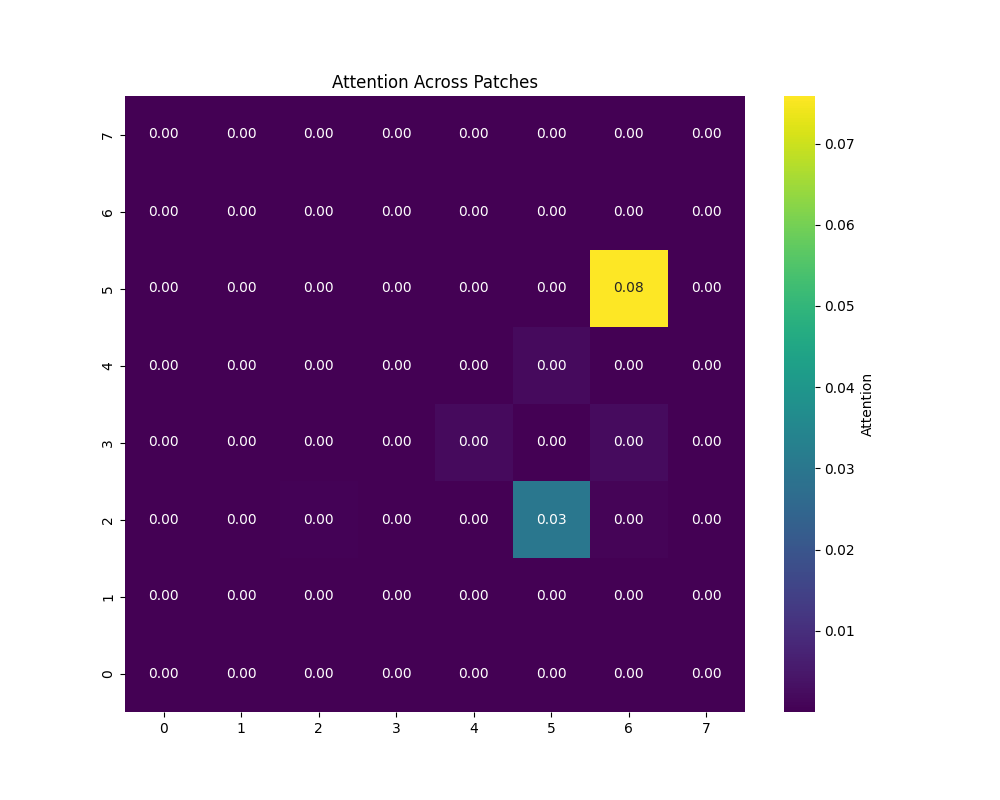 Attention Across Patches
7 0.00 0.00 0.00 0.00 0.00 0.00 0.00 0.00
6 0.00 0.00 0.00 0.00 0.00 0.00 0.00 0.00
5 0.00 0.00 0.00 0.00 0.00 0.00 0.08 0.00
4 0.00 0.00 0.00 0.00 0.00 0.00 0.00 0.00
3 0.00 0.00 0.00 0.00 0.00 0.00 0.00 0.00
2 0.00 0.00 0.00 0.00 0.00 0.03 0.00 0.00
1 0.00 0.00 0.00 0.00 0.00 0.00 0.00 0.00
0 0.00 0.00 0.00 0.00 0.00 0.00 0.00 0.00
0 1 2 3 4 5 6 7
0.07
0.06
0.05
0.04
0.03
0.02
0.01
Attention